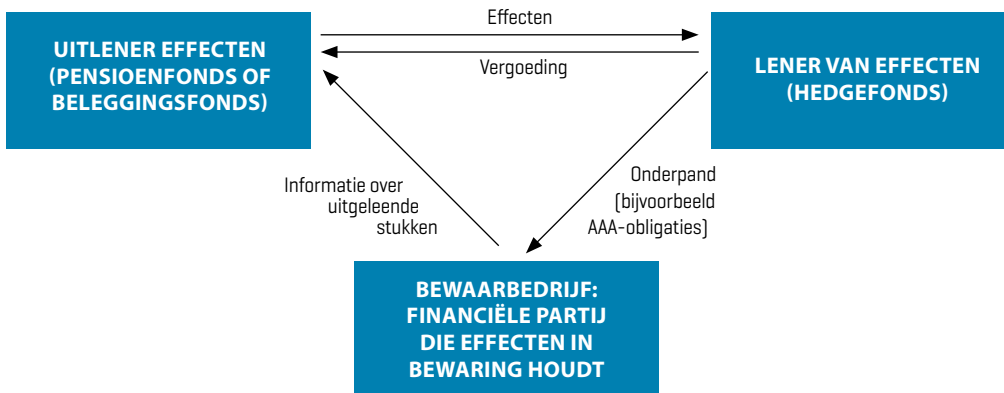 Effecten
UITLENER EFFECTEN
(PENSIOENFONDS OF
BELEGGINGSFONDS)
Vergoeding
LENER VAN EFFECTEN
(HEDGEFONDS)
Informatie over
uitgeleende
stukken
Onderpand
(bijvoorbeeld
AAA-obligaties)
BEWAARBEDRIJF:
FINANCIËLE PARTIJ
DIE EFFECTEN IN
BEWARING HOUDT